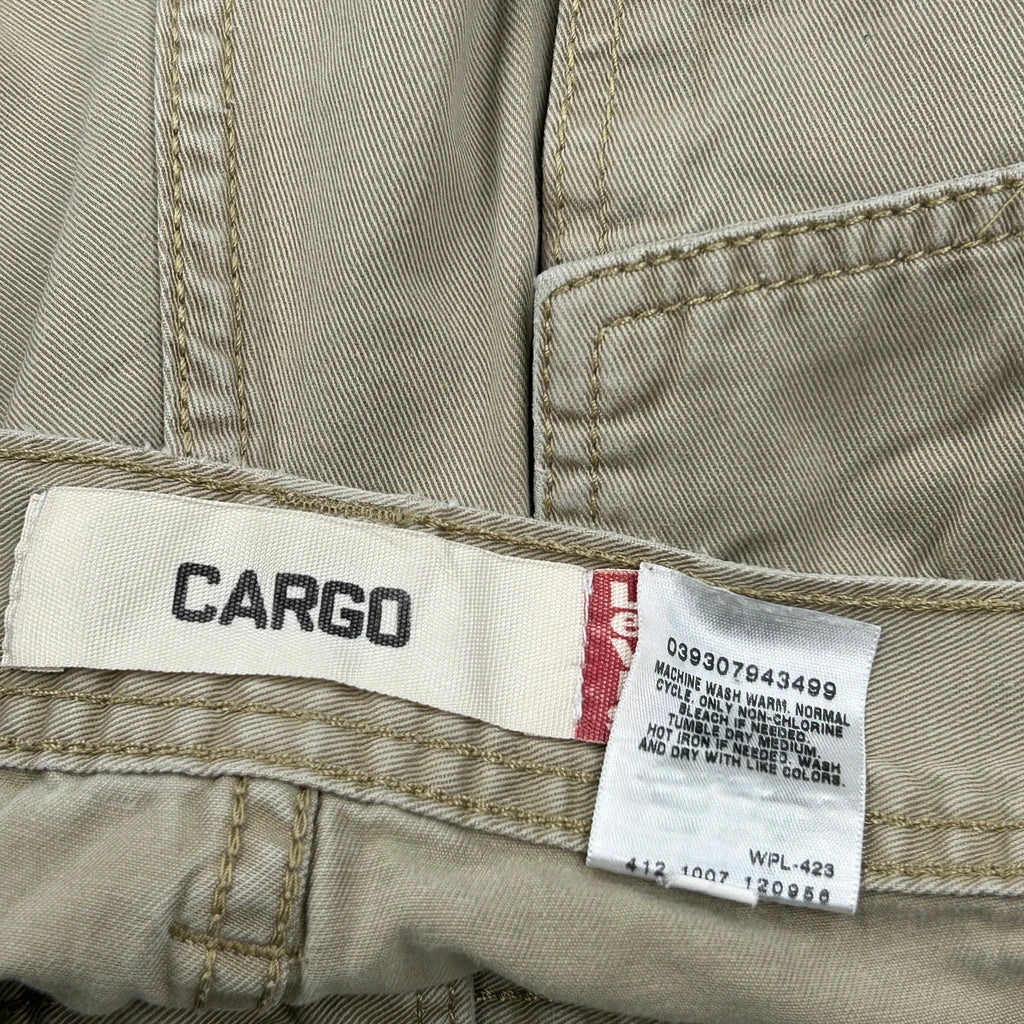 CARGO
L
e
V
039307943499
MACHINE WASH WARM, NORMAL
CYCLE, ONLY NON-CHLORINE
BLEACH IF NEEDED,
TUMBLE DRY MEDIUM,
HOT IRON IF NEEDED. WASH
AND DRY WITH LIKE COLORS.
WPL-423
412 1007 120956